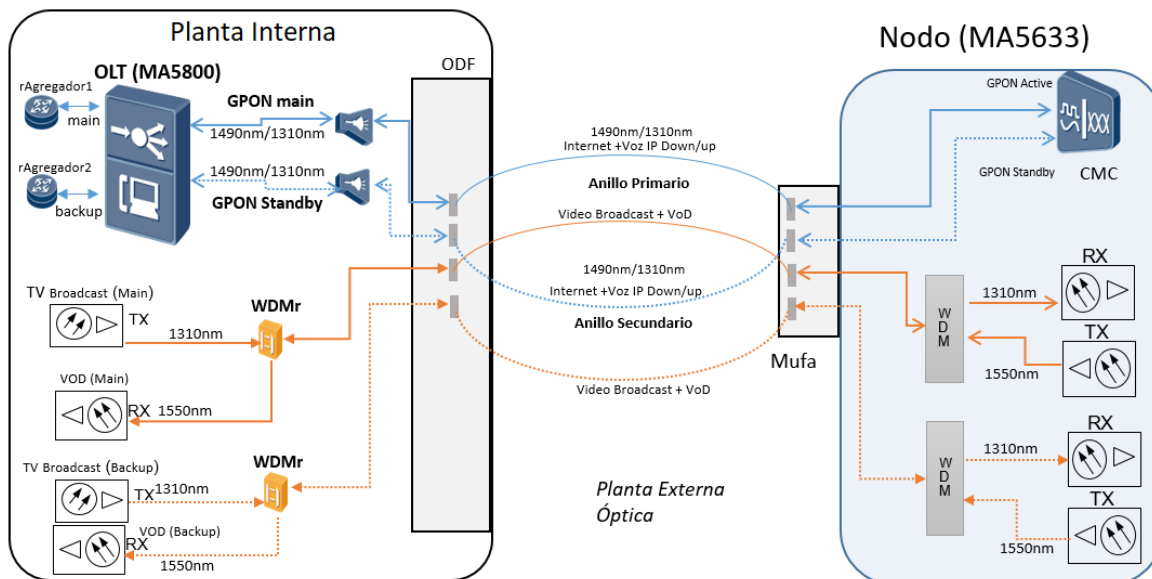 Planta Interna
OLT (MA5800)
rAgregador1
main
rAgregador2
backup
GPON main
1490nm/1310nm
1490nm/1310nm
GPON Standby
ODF
TV Broadcast (Main)
TX
1310nm
WDMr
VOD (Main)
RX
1550nm
TV Broadcast (Backup)
TX
1310nm
WDMr
VOD (Backup)
RX
1550nm
1490nm/1310nm
Internet +Voz IP Down/up
Anillo Primario
Video Broadcast + VoD
1490nm/1310nm
Internet +Voz IP Down/up
Anillo Secundario
Video Broadcast + VoD
Planta Externa
Óptica
Mufa
Nodo (MA5633)
GPON Active
GPON Standby
CMC
WDM
RX
1310nm
TX
1550nm
WDM
RX
1310nm
TX
1550nm